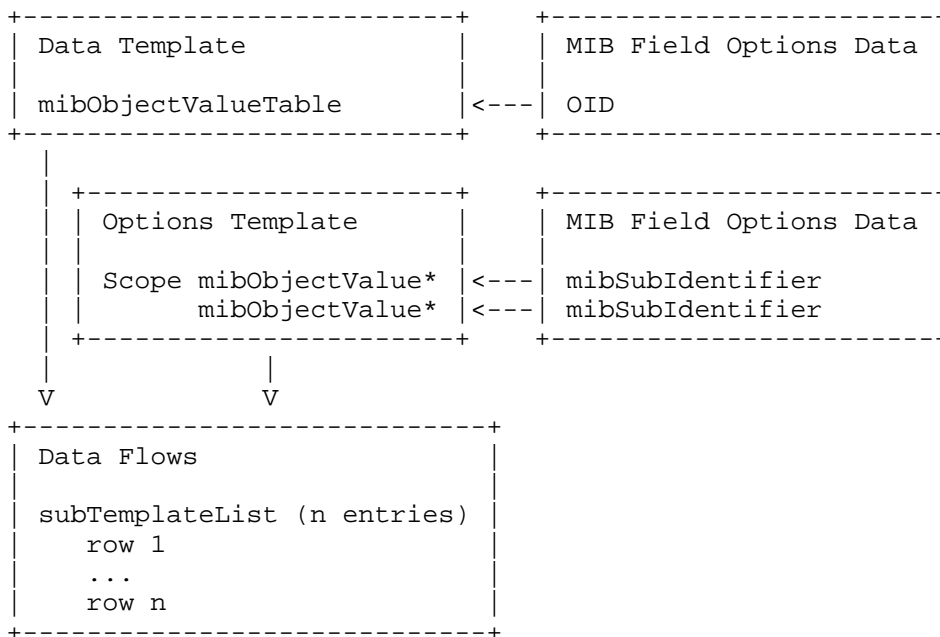 Data Template MIB Field Options Data
mibObjectValueTable <---| OID
Options Template MIB Field Options Data
Scope mibObjectValue* <---| mibSubIdentifier
mibObjectValue* <---| mibSubIdentifier
V V
Data Flows
subTemplateList (n entries)
row 1
...
row n